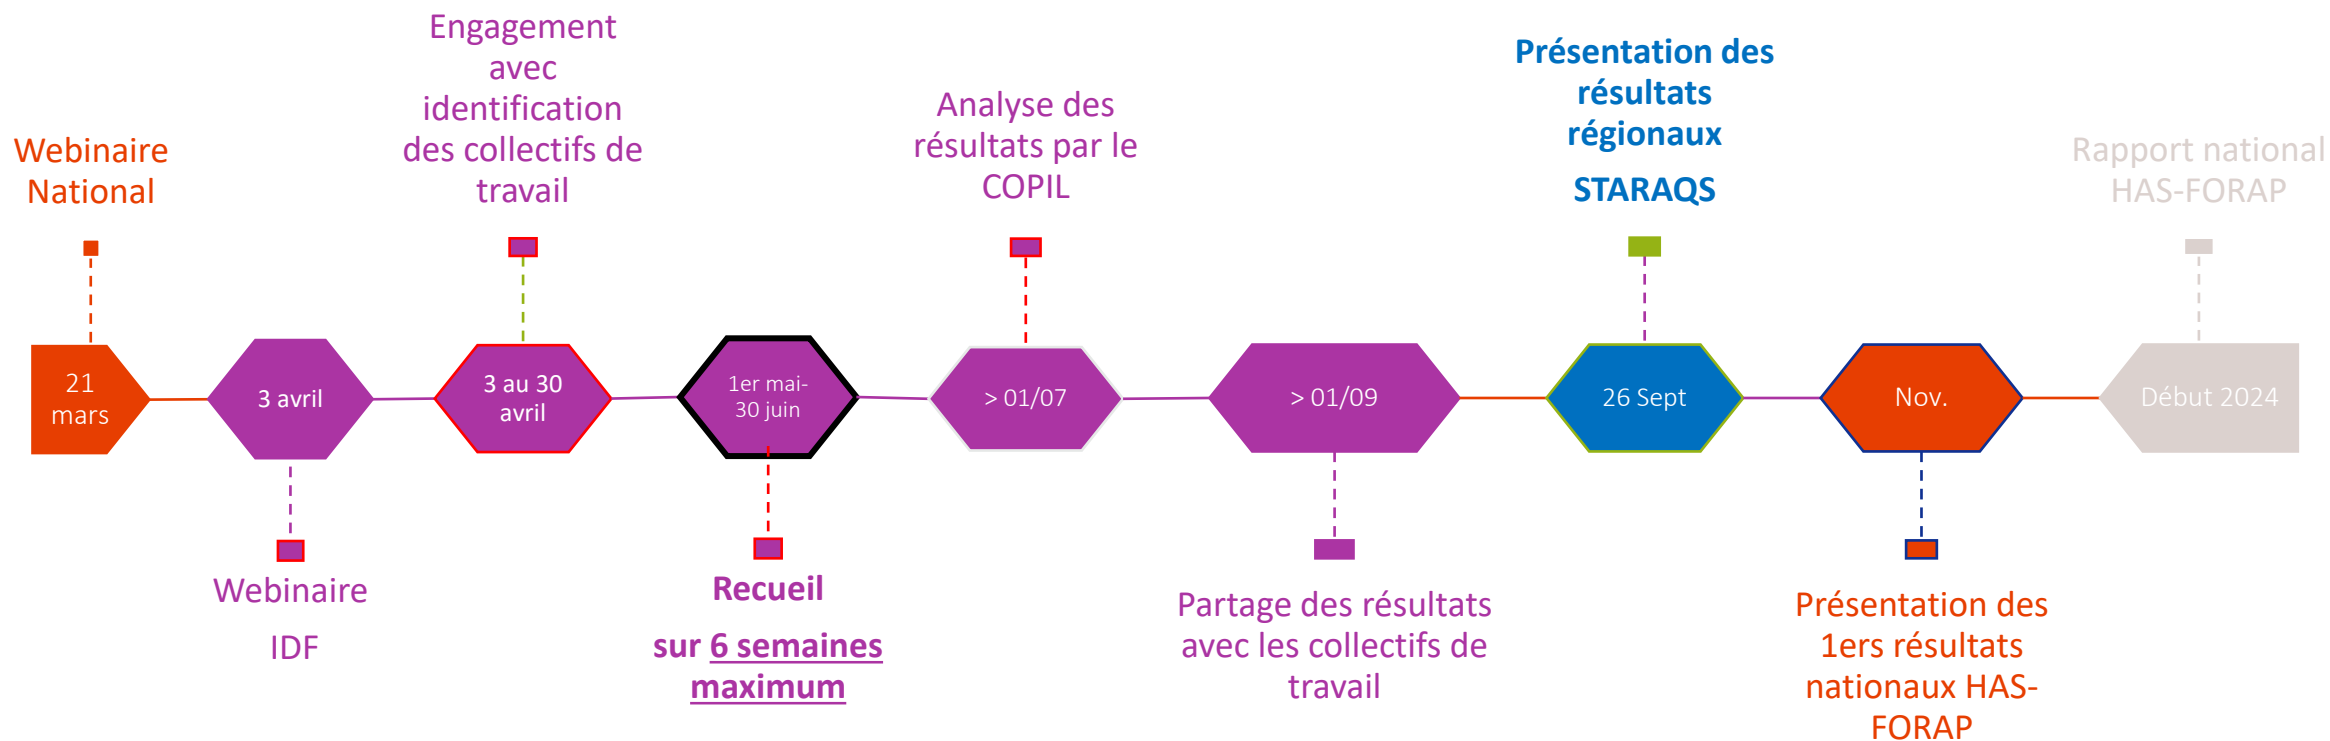 Webinaire
National
21
mars
3 avril
Webinaire
IDF
Engagement
avec
identification
des collectifs de
travail
3 au 30
avril
1er mai-
30 juin
Recueil
sur 6 semaines
maximum
Analyse des
résultats par le
COPIL
> 01/07
> 01/09
Partage des résultats
avec les collectifs de
travail
Présentation des
résultats
régionaux
STARAQS
26 Sept
Nov.
Présentation des
1ers résultats
nationaux HAS-
FORAP
Rapport national
HAS-FORAP
Début 2024